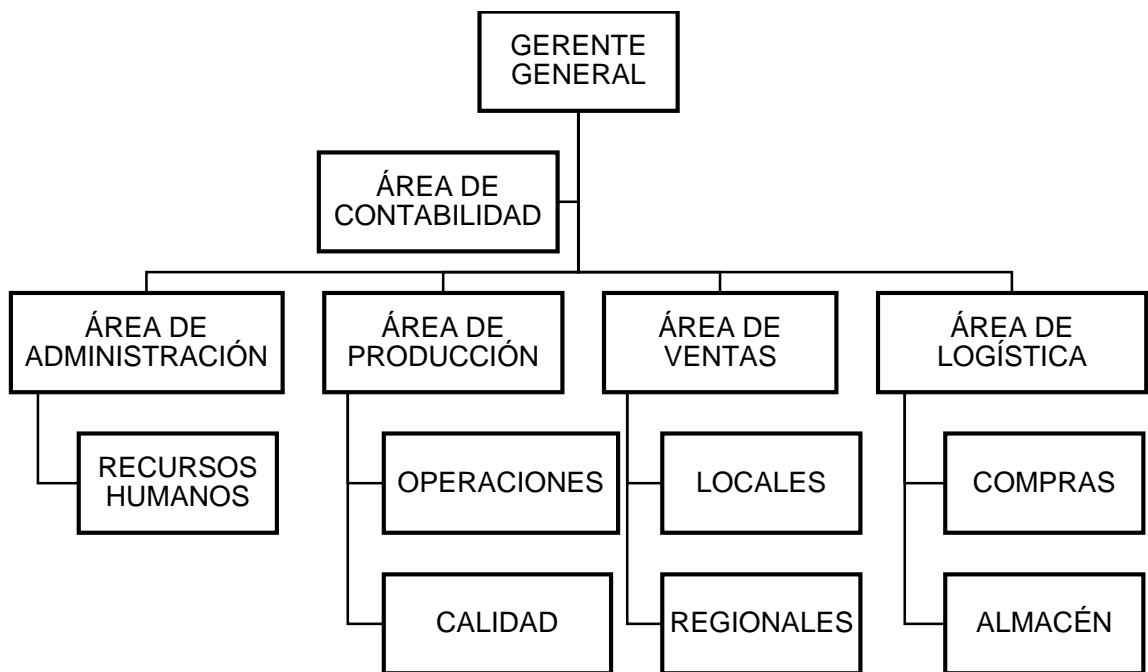 GERENTE
GENERAL
ÁREA DE
CONTABILIDAD
ÁREA DE
ADMINISTRACIÓN
ÁREA DE
PRODUCCIÓN
ÁREA DE
VENTAS
ÁREA DE
LOGÍSTICA
RECURSOS
HUMANOS
OPERACIONES
LOCALES
COMPRAS
CALIDAD
REGIONALES
ALMACÉN